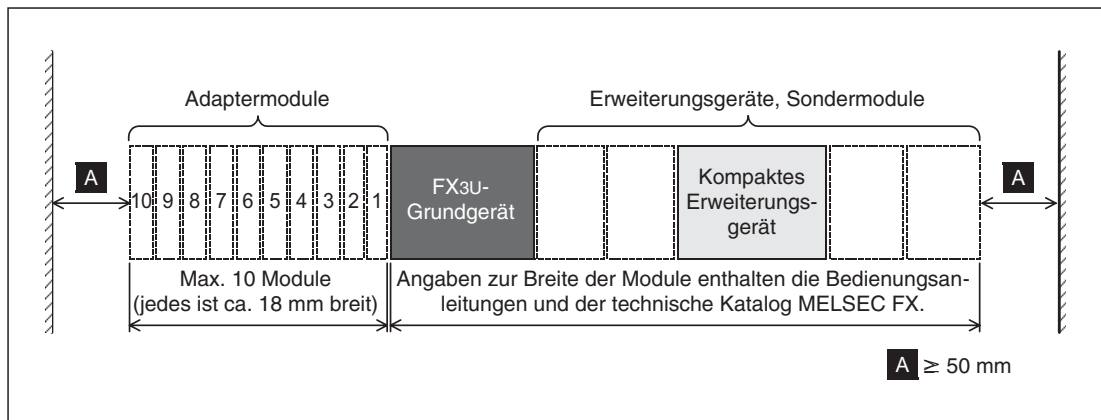 Adaptermodule
Erweiterungsgeräte, Sondermodule
A
10 9 8 7 6 5 4 3 2 1
FX3U-
Grundgerät
Kompaktes
Erweiterungs-
gerät
A
Max. 10 Module
(jedes ist ca. 18 mm breit)
Angaben zur Breite der Module enthalten die Bedienungsan-
leitungen und der technische Katalog MELSEC FX.
A ≥ 50 mm